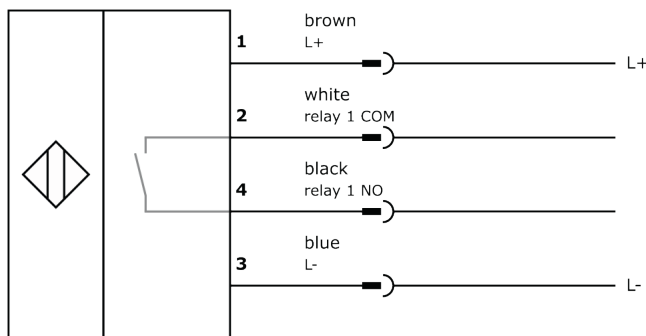 brown
1 L+
L+
white
2 relay 1 COM
black
4 relay 1 NO
blue
3 L-
L-